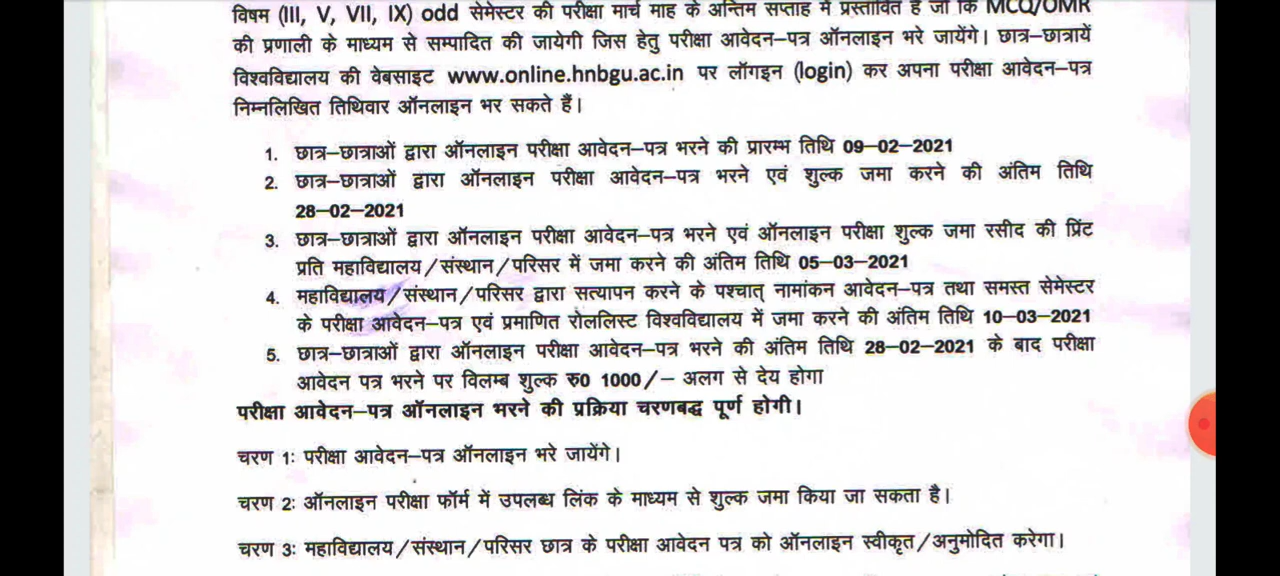 विषम (III, V, VII, IX) odd सेमेस्टर की परीक्षा मार्च माह के अन्तिम सप्ताह में प्रस्तावित है जो कि MCQ/OMR
की प्रणाली के माध्यम से सम्पादित की जायेगी जिस हेतु परीक्षा आवेदन–पत्र ऑनलाइन भरे जायेंगे। छात्र–छात्रायें
विश्वविद्यालय की वेबसाइट www.online.hnbgu.ac.in पर लॉगइन (login) कर अपना परीक्षा आवेदन–पत्र
निम्नलिखित तिथिवार ऑनलाइन भर सकते हैं।
1. छात्र–छात्राओं द्वारा ऑनलाइन परीक्षा आवेदन–पत्र भरने की प्रारम्भ तिथि 09–02–2021
2. छात्र–छात्राओं द्वारा ऑनलाइन परीक्षा आवेदन–पत्र भरने एवं शुल्क जमा करने की अंतिम तिथि
28–02–2021
3. छात्र–छात्राओं द्वारा ऑनलाइन परीक्षा आवेदन–पत्र भरने एवं ऑनलाइन परीक्षा शुल्क जमा रसीद की प्रिंट
प्रति महाविद्यालय/संस्थान/परिसर में जमा करने की अंतिम तिथि 05–03–2021
4. महाविद्यालय/संस्थान/परिसर द्वारा सत्यापन करने के पश्चात् नामांकन आवेदन–पत्र तथा समस्त सेमेस्टर
के परीक्षा आवेदन–पत्र एवं प्रमाणित रोललिस्ट विश्वविद्यालय में जमा करने की अंतिम तिथि 10–03–2021
5. छात्र–छात्राओं द्वारा ऑनलाइन परीक्षा आवेदन–पत्र भरने की अंतिम तिथि 28–02–2021 के बाद परीक्षा
आवेदन पत्र भरने पर विलम्ब शुल्क रु0 1000/– अलग से देय होगा
परीक्षा आवेदन–पत्र ऑनलाइन भरने की प्रक्रिया चरणबद्ध पूर्ण होगी।
चरण 1ः परीक्षा आवेदन–पत्र ऑनलाइन भरे जायेंगे।
चरण 2ः ऑनलाइन परीक्षा फॉर्म में उपलब्ध लिंक के माध्यम से शुल्क जमा किया जा सकता है।
चरण 3ः महाविद्यालय/संस्थान/परिसर छात्र के परीक्षा आवेदन पत्र को ऑनलाइन स्वीकृत/अनुमोदित करेगा।